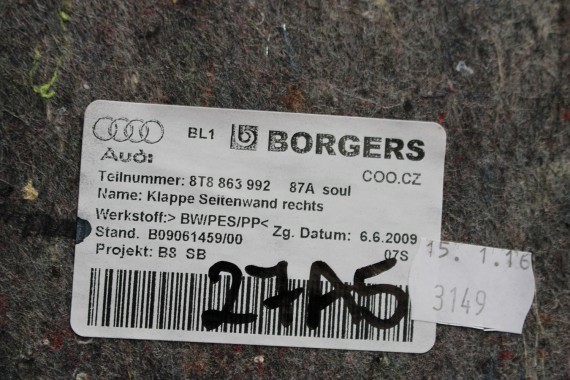 BL1 BORGERS
Audi COO.CZ
Teilnummer: 8T8 863 992 87A soul
Name: Klappe Seitenwand rechts
Werkstoff:> BW/PES/PP<
Stand. B09061459/00 Zg. Datum: 6.6.2009
Projekt: B8 SB 07S
27A5
15. 1.16
3149